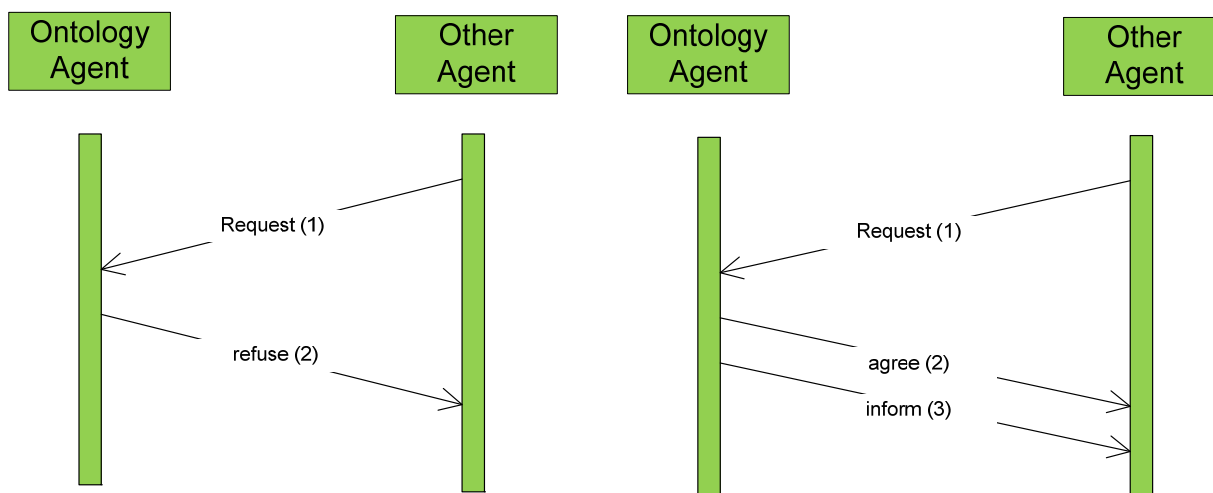 Ontology
Agent
Other
Agent
Request (1)
refuse (2)
Ontology
Agent
Other
Agent
Request (1)
agree (2)
inform (3)